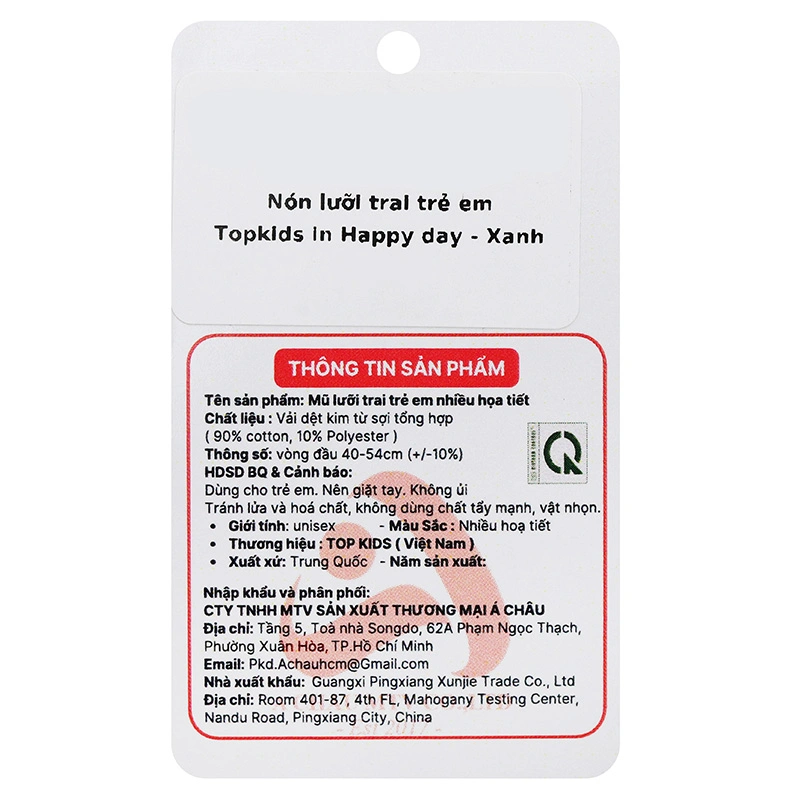 Nón lưỡi trai trẻ em
Topkids in Happy day - Xanh
THÔNG TIN SẢN PHẨM
Tên sản phẩm: Mũ lưỡi trai trẻ em nhiều họa tiết
Chất liệu : Vải dệt kim từ sợi tổng hợp
( 90% cotton, 10% Polyester )
Thông số: vòng đầu 40-54cm (+/-10%)
HDSD BQ & Cảnh báo:
Dùng cho trẻ em. Nên giặt tay. Không ủi
Tránh lửa và hoá chất, không dùng chất tẩy mạnh, vật nhọn.
• Giới tính: unisex - Màu Sắc : Nhiều hoạ tiết
• Thương hiệu : TOP KIDS ( Việt Nam )
• Xuất xứ: Trung Quốc - Năm sản xuất:
Nhập khẩu và phân phối:
CTY TNHH MTV SẢN XUẤT THƯƠNG MẠI Á CHÂU
Địa chỉ: Tầng 5, Toà nhà Songdo, 62A Phạm Ngọc Thạch,
Phường Xuân Hòa, TP.Hồ Chí Minh
Email: Pkd.Achauhcm@Gmail.com
Nhà xuất khẩu: Guangxi Pingxiang Xunjie Trade Co., Ltd
Địa chỉ: Room 401-87, 4th FL, Mahogany Testing Center,
Nandu Road, Pingxiang City, China
- Est 2017 -